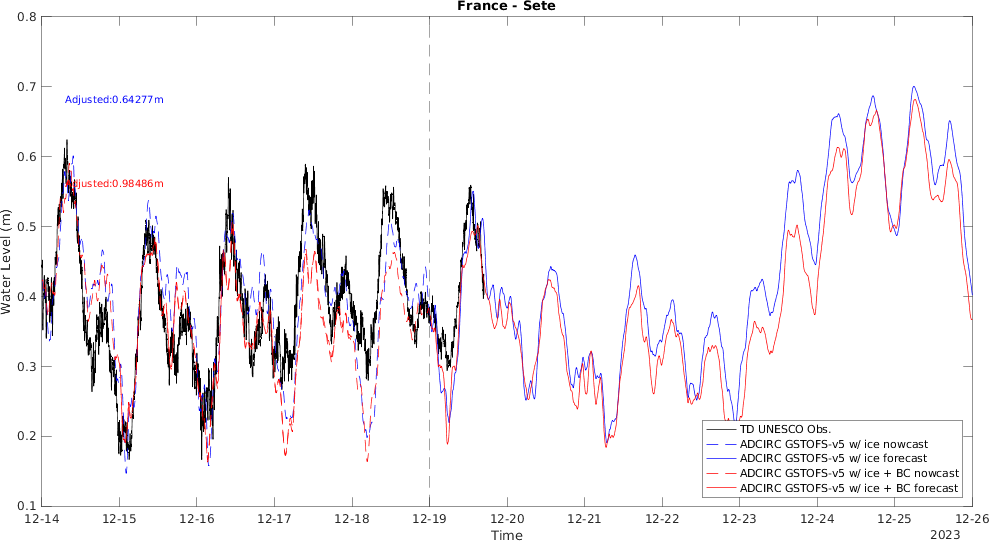 France - Sete
0.8
0.7
0.6
0.5
0.4
0.3
0.2
0.1
Water Level (m)
Adjusted:0.64277m
Adjusted:0.98486m
TD UNESCO Obs.
ADCIRC GSTOFS-v5 w/ ice nowcast
ADCIRC GSTOFS-v5 w/ ice forecast
ADCIRC GSTOFS-v5 w/ ice + BC nowcast
ADCIRC GSTOFS-v5 w/ ice + BC forecast
12-14 12-15 12-16 12-17 12-18 12-19 12-20 12-21 12-22 12-23 12-24 12-25 12-26
Time
2023